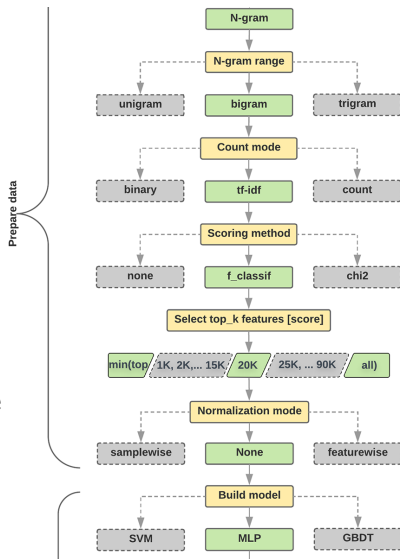 N-gram
N-gram range
unigram bigram trigram
Count mode
binary tf-idf count
Scoring method
none f_classif chi2
Select top_k features [score]
min(top 1K, 2K,... 15K 20K 25K, ... 90K all)
Normalization mode
samplewise None featurewise
Build model
SVM MLP GBDT
Prepare data